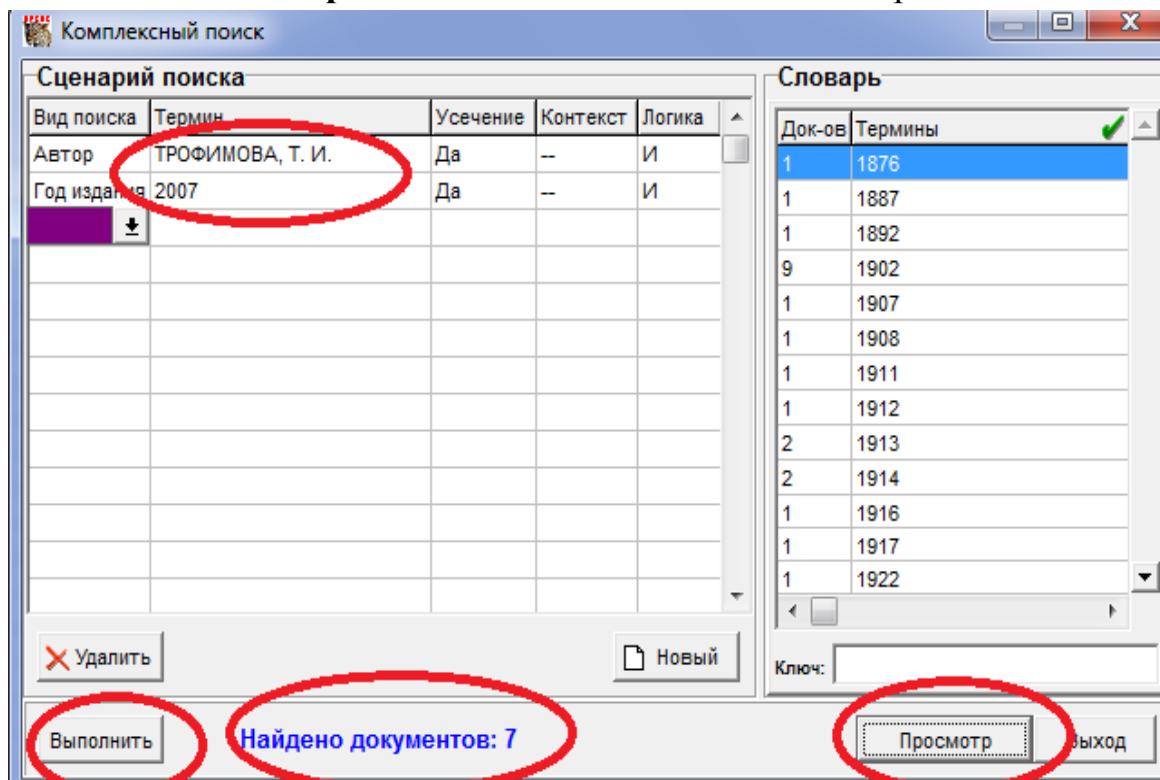 Комплексный поиск
Сценарий поиска
Вид поиска Термин Усечение Контекст Логика
Автор ТРОФИМОВА, Т. И. Да -- И
Год издания 2007 Да -- И
Удалить Новый
Словарь
Док-ов Термины
1 1876
1 1887
1 1892
9 1902
1 1907
1 1908
1 1911
1 1912
2 1913
2 1914
1 1916
1 1917
1 1922
Ключ:
Выполнить Найдено документов: 7 Просмотр Выход